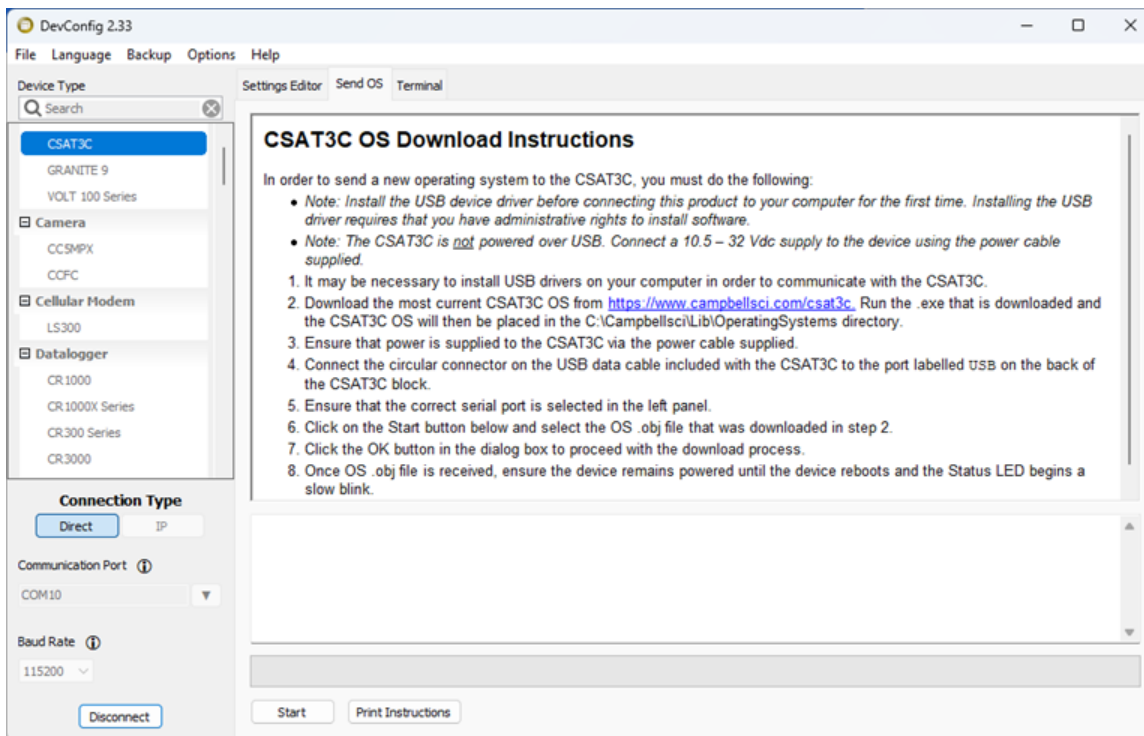 DevConfig 2.33
File Language Backup Options Help
Device Type
Search
CSAT3C
GRANITE 9
VOLT 100 Series
Camera
CC5MPX
CCFC
Cellular Modem
LS300
Datalogger
CR1000
CR1000X Series
CR300 Series
CR3000
Connection Type
Direct IP
Communication Port
COM10
Baud Rate
115200
Disconnect
Settings Editor Send OS Terminal
CSAT3C OS Download Instructions
In order to send a new operating system to the CSAT3C, you must do the following:
• Note: Install the USB device driver before connecting this product to your computer for the first time. Installing the USB
driver requires that you have administrative rights to install software.
• Note: The CSAT3C is not powered over USB. Connect a 10.5 – 32 Vdc supply to the device using the power cable
supplied.
1. It may be necessary to install USB drivers on your computer in order to communicate with the CSAT3C.
2. Download the most current CSAT3C OS from https://www.campbellsci.com/csat3c. Run the .exe that is downloaded and
the CSAT3C OS will then be placed in the C:\Campbellsci\Lib\OperatingSystems directory.
3. Ensure that power is supplied to the CSAT3C via the power cable supplied.
4. Connect the circular connector on the USB data cable included with the CSAT3C to the port labelled USB on the back of
the CSAT3C block.
5. Ensure that the correct serial port is selected in the left panel.
6. Click on the Start button below and select the OS .obj file that was downloaded in step 2.
7. Click the OK button in the dialog box to proceed with the download process.
8. Once OS .obj file is received, ensure the device remains powered until the device reboots and the Status LED begins a
slow blink.
Start Print Instructions